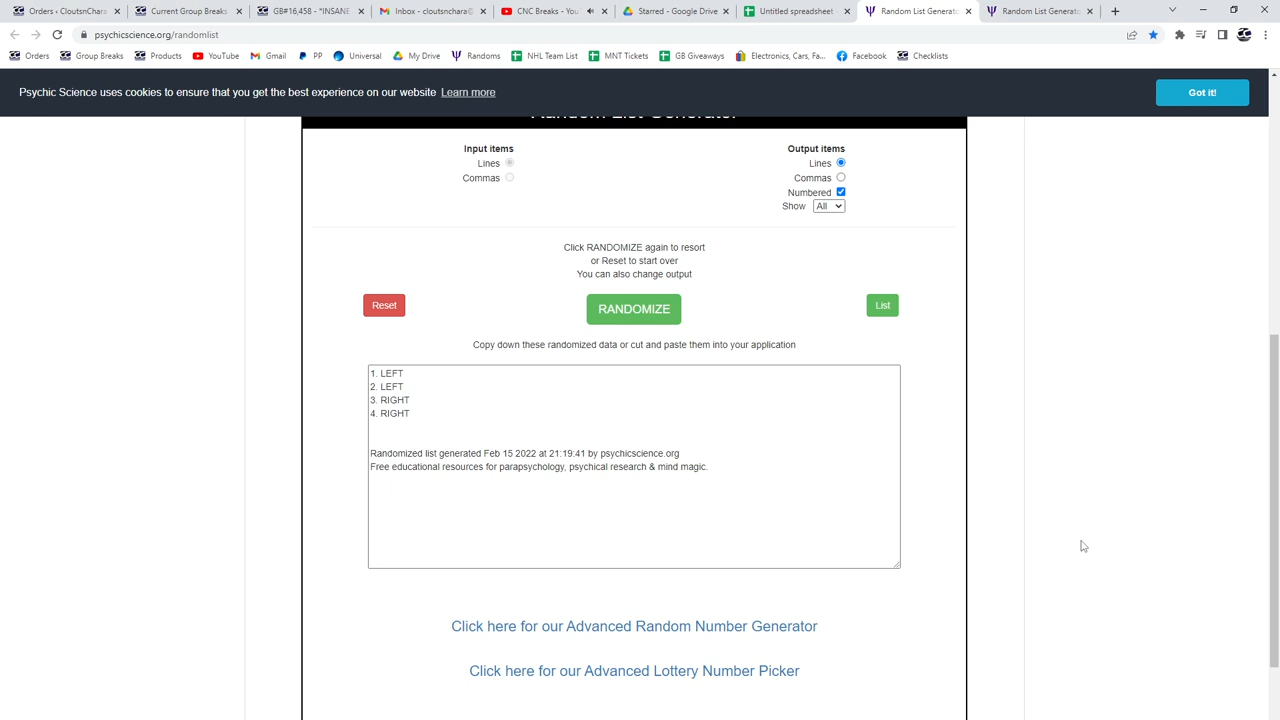 Orders ‹ CloutsnChara
Current Group Breaks
GB#16,458 - *INSANE
Inbox - cloutsnchara@
CNC Breaks - You
Starred - Google Drive
Untitled spreadsheet
Random List Generato
Random List Generato
psychicscience.org/randomlist
Orders
Group Breaks
Products
YouTube
Gmail
PP
Universal
My Drive
Randoms
NHL Team List
MNT Tickets
GB Giveaways
Electronics, Cars, Fa...
Facebook
Checklists
Psychic Science uses cookies to ensure that you get the best experience on our website Learn more
Got it!
Random List Generator
Input items
Lines
Commas
Output items
Lines
Commas
Numbered
Show All
Click RANDOMIZE again to resort
or Reset to start over
You can also change output
Reset
RANDOMIZE
List
Copy down these randomized data or cut and paste them into your application
1. LEFT
2. LEFT
3. RIGHT
4. RIGHT
Randomized list generated Feb 15 2022 at 21:19:41 by psychicscience.org
Free educational resources for parapsychology, psychical research & mind magic.
Click here for our Advanced Random Number Generator
Click here for our Advanced Lottery Number Picker